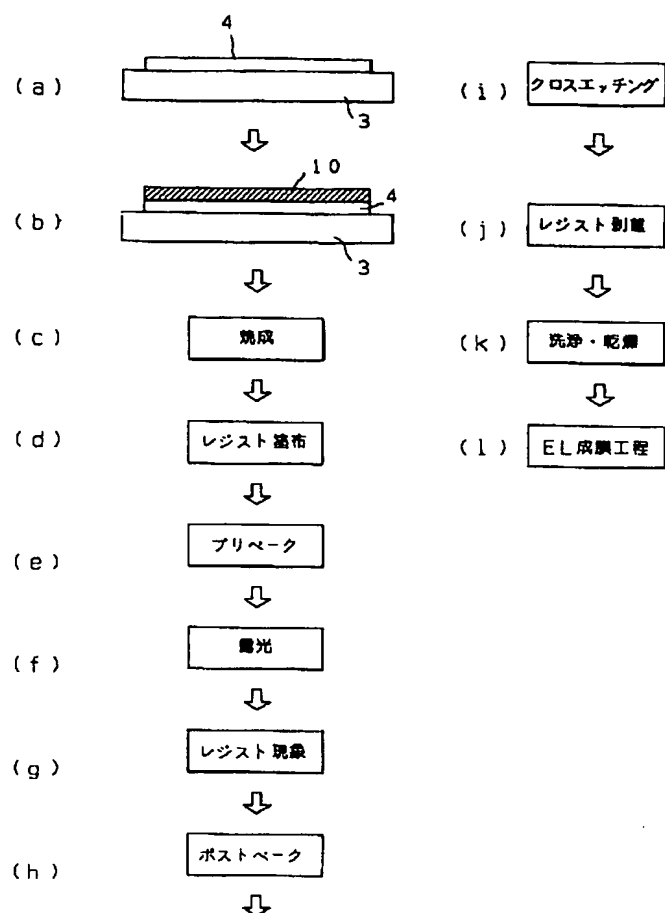 4
(a)
3
10
4
(b)
3
(c)
焼成
(d)
レジスト塗布
(e)
プリベーク
(f)
露光
(g)
レジスト現象
(h)
ポストベーク
(i)
クロスエッチング
(j)
レジスト剥離
(k)
洗浄・乾燥
(l)
EL成膜工程